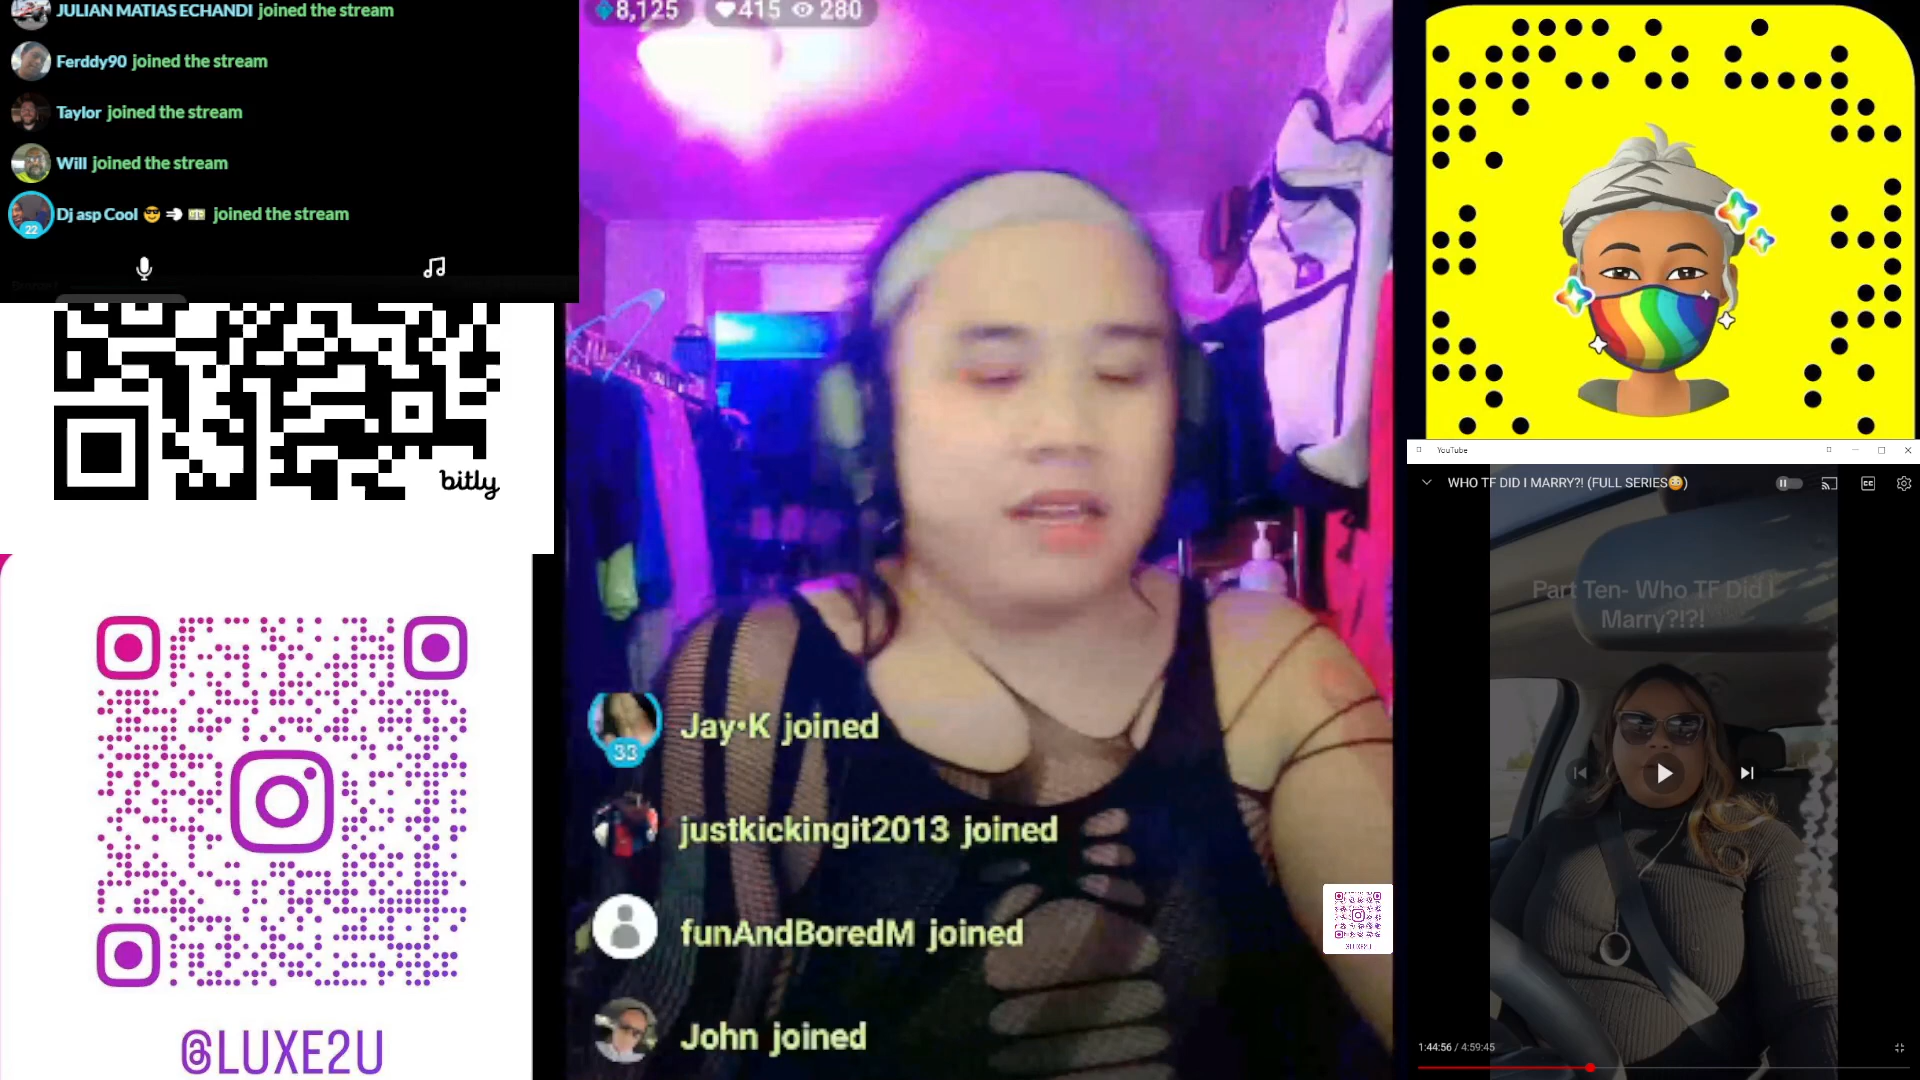 JULIAN MATIAS ECHANDI joined the stream
Ferddy90 joined the stream
Taylor joined the stream
Will joined the stream
Dj asp Cool 😎 joined the stream
22
bitly
@LUXE2U
8,125
415
280
Jay•K joined
33
justkickingit2013 joined
funAndBoredM joined
John joined
YouTube
WHO TF DID I MARRY?! (FULL SERIES😳)
CC
Part Ten- Who TF Did I
Marry?!?!
1:44:56 / 4:59:45